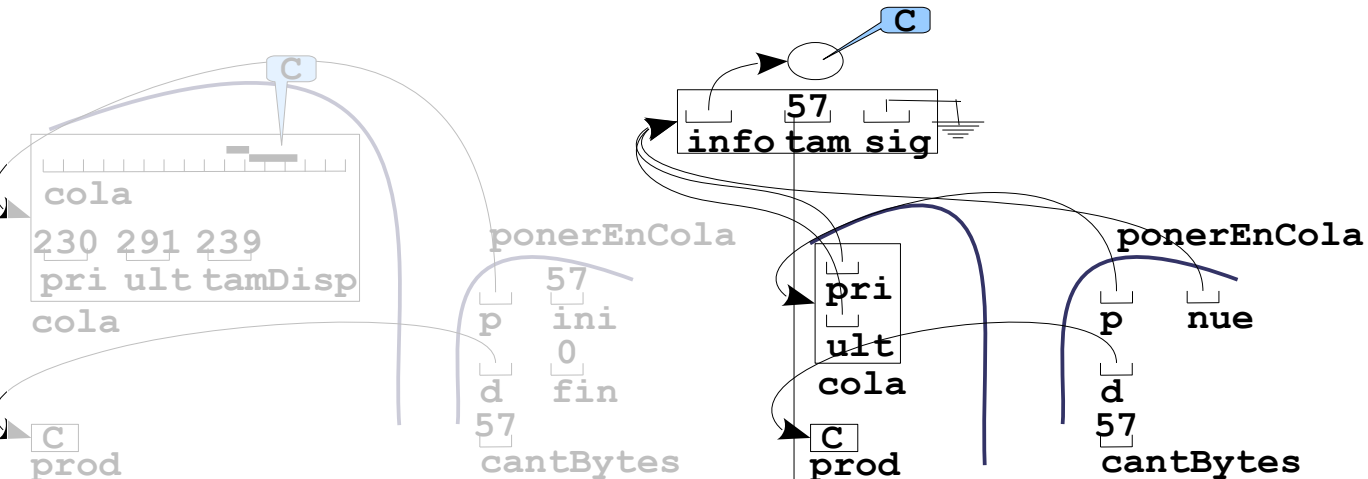 C
cola
230 291 239
pri ult tamDisp
cola
ponerEnCola
57
p ini
0
d fin
57
cantBytes
C
prod
C
57
info tam sig
pri
ult
cola
ponerEnCola
p nue
d
57
cantBytes
C
prod